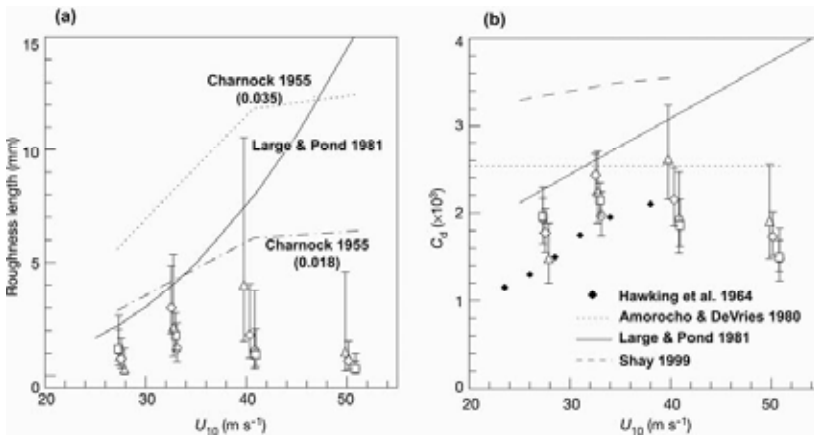 (a)
15
10
5
0
Roughness length (mm)
Charnock 1955
(0.035)
Large & Pond 1981
Charnock 1955
(0.018)
20 30 40 50
U10 (m s⁻¹)
(b)
4
3
2
1
0
Cd (×10³)
Hawking et al. 1964
Amorocho & DeVries 1980
Large & Pond 1981
Shay 1999
20 30 40 50
U10 (m s⁻¹)